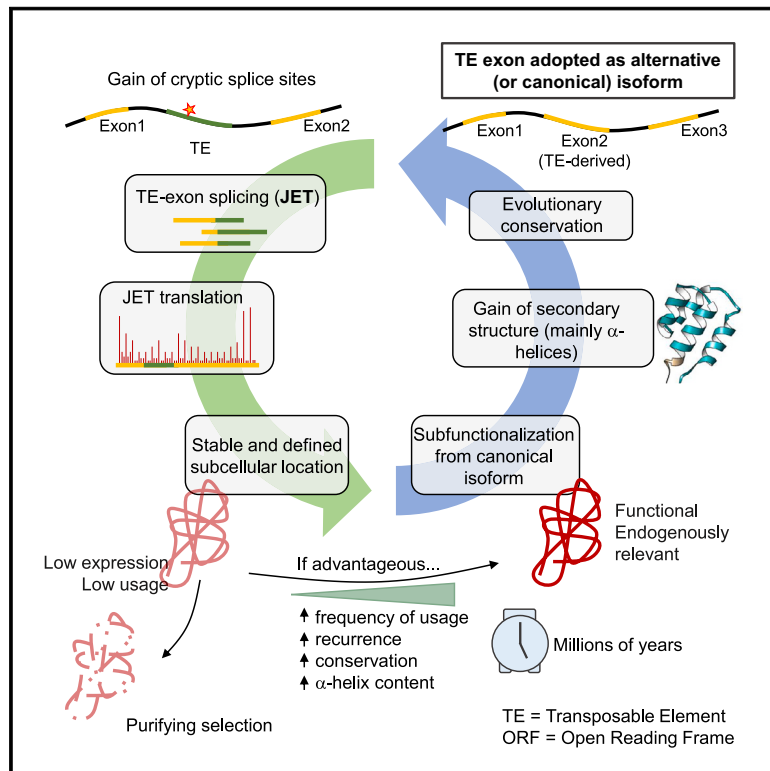 Gain of cryptic splice sites
Exon1
TE
Exon2
TE exon adopted as alternative
(or canonical) isoform
Exon1
Exon2
(TE-derived)
Exon3
TE-exon splicing (JET)
JET translation
Stable and defined
subcellular location
Evolutionary
conservation
Gain of secondary
structure (mainly α-
helices)
Subfunctionalization
from canonical
isoform
Low expression
Low usage
Purifying selection
If advantageous...
frequency of usage
recurrence
conservation
α-helix content
Functional
Endogenously
relevant
Millions of years
TE = Transposable Element
ORF = Open Reading Frame